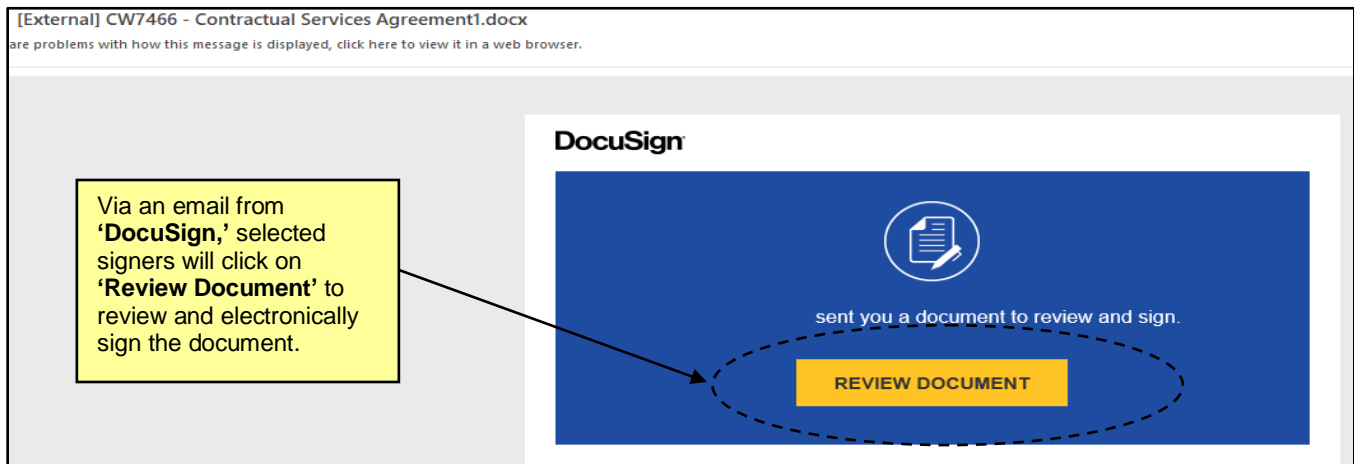 [External] CW7466 - Contractual Services Agreement1.docx
are problems with how this message is displayed, click here to view it in a web browser.
DocuSign
Via an email from
‘DocuSign,’ selected
signers will click on
‘Review Document’ to
review and electronically
sign the document.
sent you a document to review and sign.
REVIEW DOCUMENT